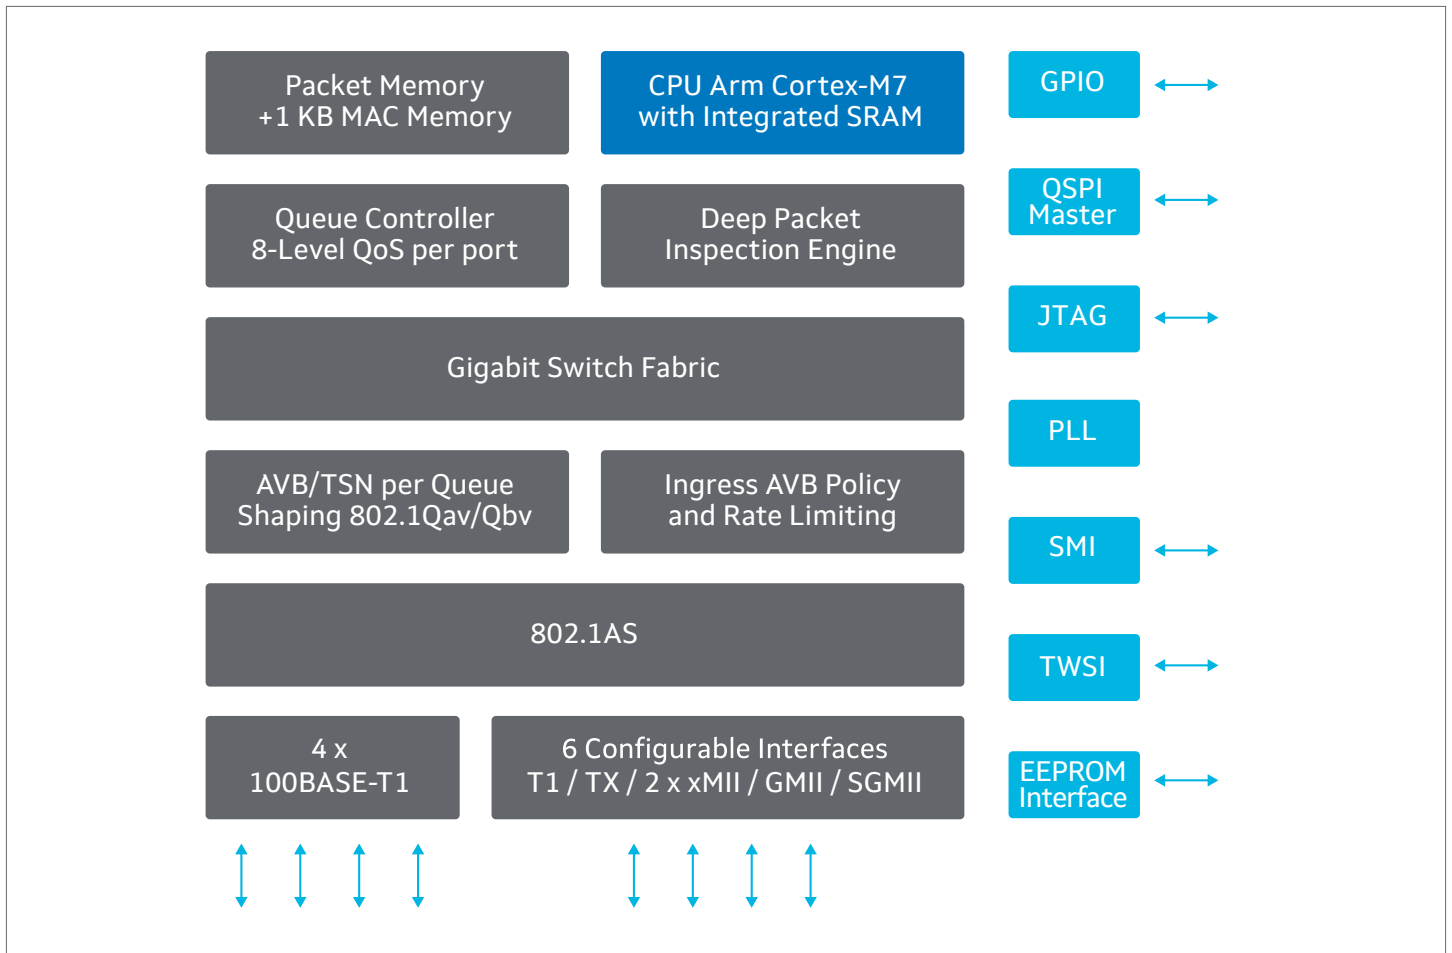 Packet Memory
+1 KB MAC Memory
CPU Arm Cortex-M7
with Integrated SRAM
GPIO
Queue Controller
8-Level QoS per port
Deep Packet
Inspection Engine
QSPI
Master
Gigabit Switch Fabric
JTAG
PLL
AVB/TSN per Queue
Shaping 802.1Qav/Qbv
Ingress AVB Policy
and Rate Limiting
SMI
802.1AS
TWSI
4 x
100BASE-T1
6 Configurable Interfaces
T1 / TX / 2 x xMII / GMII / SGMII
EEPROM
Interface